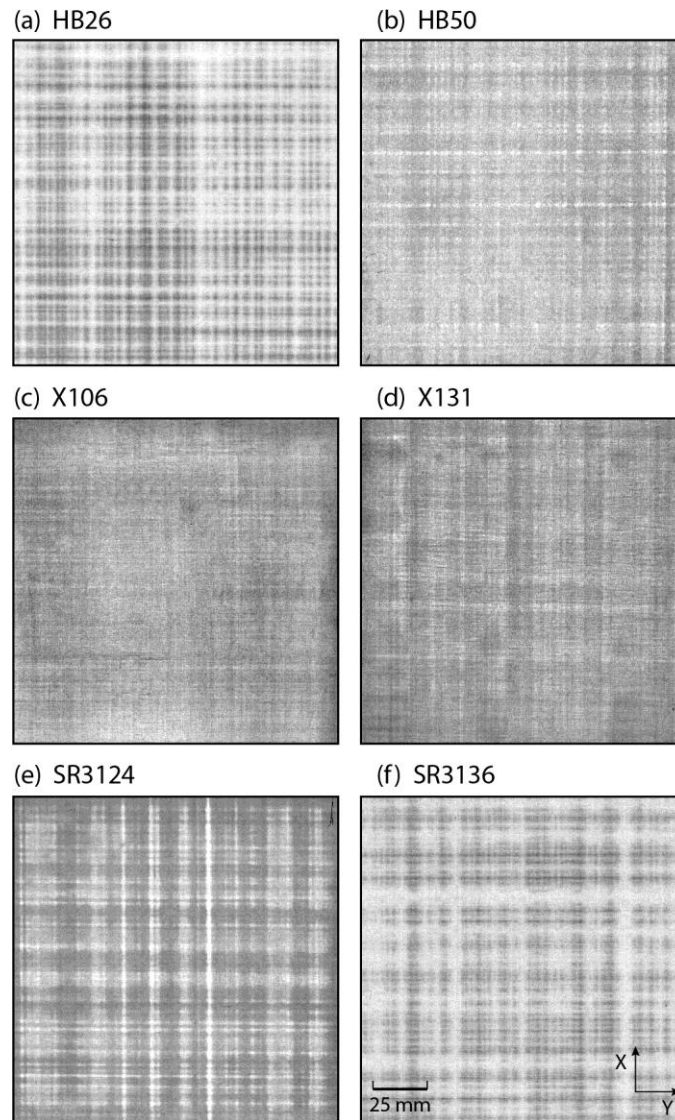 (a) HB26
(b) HB50
(c) X106
(d) X131
(e) SR3124
(f) SR3136
X
25 mm
Y